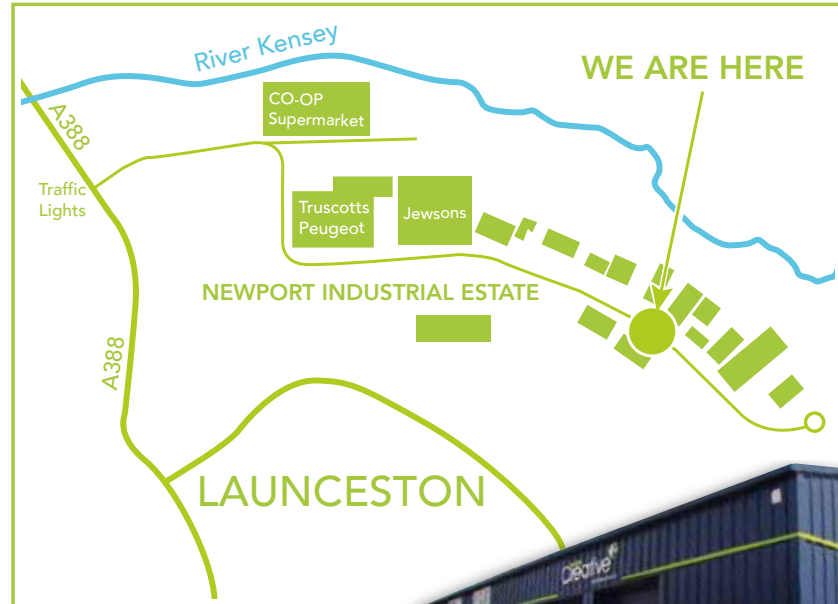 River Kensey
WE ARE HERE
CO-OP
Supermarket
A388
Traffic
Lights
Truscotts
Peugeot
Jewsons
NEWPORT INDUSTRIAL ESTATE
A388
LAUNCESTON
Creative